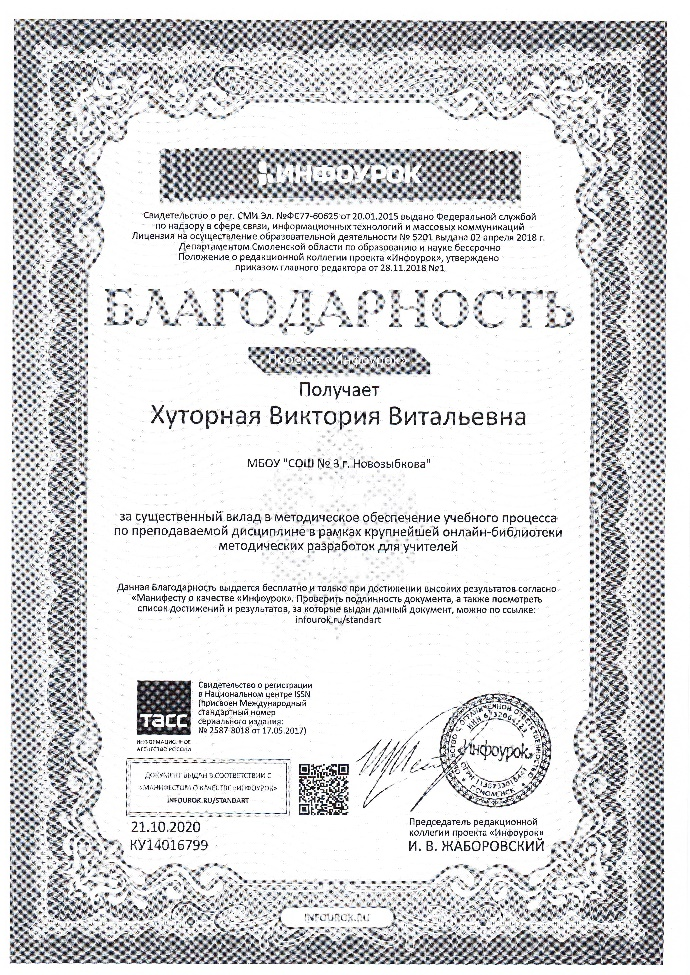 ИНФОУРОК
Свидетельство о рег. СМИ Эл. №ФС77-60625 от 20.01.2015 выдано Федеральной службой
по надзору в сфере связи, информационных технологий и массовых коммуникаций
Лицензия на осуществление образовательной деятельности № 5201 выдана 02 апреля 2018 г.
Департаментом Смоленской области по образованию и науке бессрочно
Положение о редакционной коллегии проекта «Инфоурок», утверждено
приказом главного редактора от 28.11.2018 №1
БЛАГОДАРНОСТЬ
проекта «Инфоурок»
Получает
Хуторная Виктория Витальевна
МБОУ "СОШ № 3 г. Новозыбкова"
за существенный вклад в методическое обеспечение учебного процесса
по преподаваемой дисциплине в рамках крупнейшей онлайн-библиотеки
методических разработок для учителей
Данная Благодарность выдается бесплатно и только при достижении высоких результатов согласно
«Манифесту о качестве «Инфоурок». Проверить подлинность документа, а также посмотреть
список достижений и результатов, за которые выдан данный документ, можно по ссылке:
infourok.ru/standart
Свидетельство о регистрации
в Национальном центре ISSN
(присвоен Международный
стандартный номер
сериального издания:
№ 2587-8018 от 17.05.2017)
ТАСС
ИНФОРМАЦИОННОЕ
АГЕНТСТВО РОССИИ
ДОКУМЕНТ ВЫДАН В СООТВЕТСТВИИ С
«МАНИФЕСТОМ О КАЧЕСТВЕ «ИНФОУРОК»
INFOUROK.RU/STANDART
«Инфоурок»
21.10.2020
КУ14016799
Председатель редакционной
коллегии проекта «Инфоурок»
И. В. ЖАБОРОВСКИЙ
INFOUROK.RU